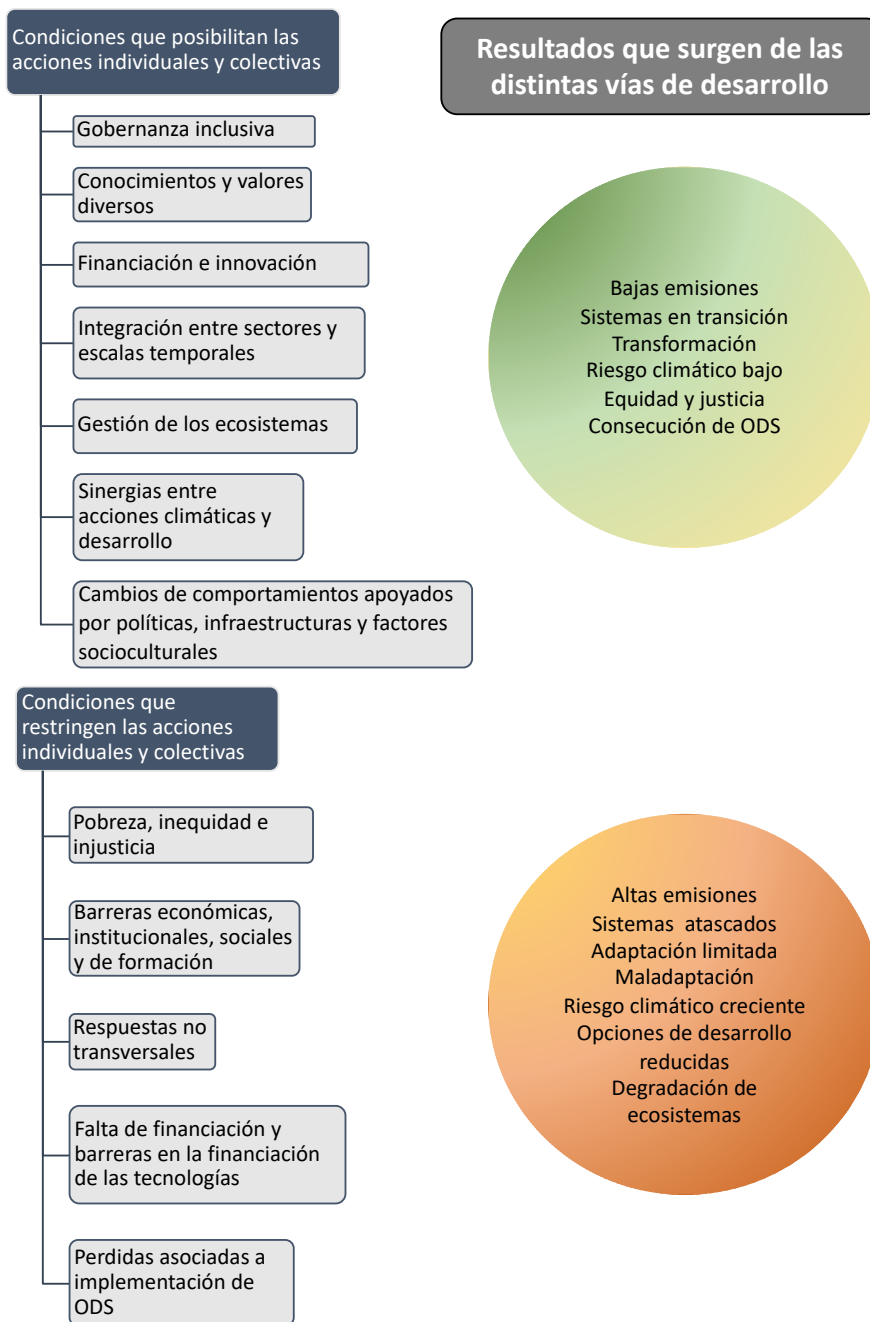 Condiciones que posibilitan las
acciones individuales y colectivas
Gobernanza inclusiva
Conocimientos y valores
diversos
Financiación e innovación
Integración entre sectores y
escalas temporales
Gestión de los ecosistemas
Sinergias entre
acciones climáticas y
desarrollo
Cambios de comportamientos apoyados
por políticas, infraestructuras y factores
socioculturales
Resultados que surgen de las
distintas vías de desarrollo
Bajas emisiones
Sistemas en transición
Transformación
Riesgo climático bajo
Equidad y justicia
Consecución de ODS
Condiciones que
restringen las acciones
individuales y colectivas
Pobreza, inequidad e
injusticia
Barreras económicas,
institucionales, sociales
y de formación
Respuestas no
transversales
Falta de financiación y
barreras en la financiación
de las tecnologías
Perdidas asociadas a
implementación de
ODS
Altas emisiones
Sistemas atascados
Adaptación limitada
Maladaptación
Riesgo climático creciente
Opciones de desarrollo
reducidas
Degradación de
ecosistemas